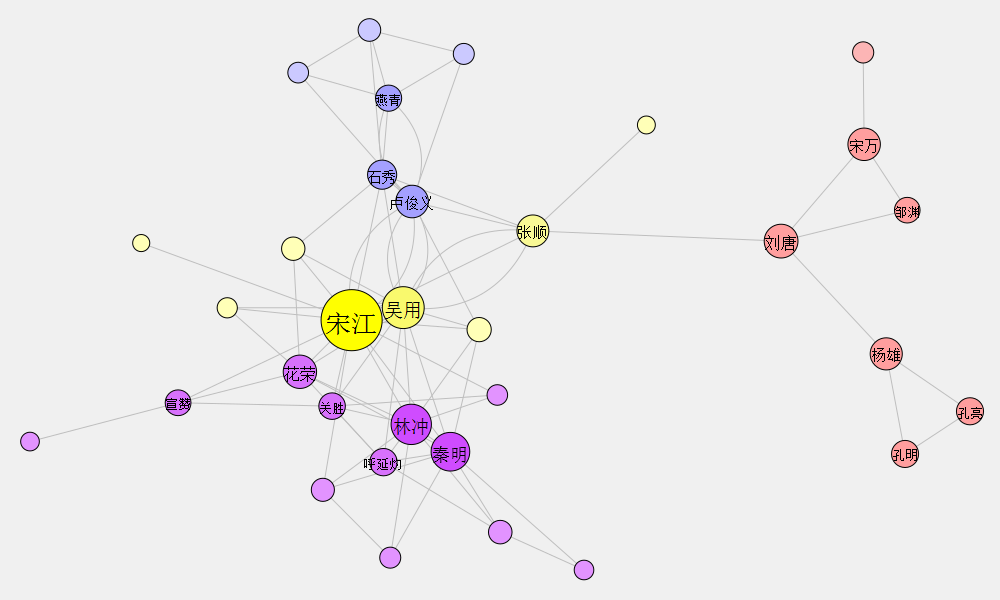 燕青
宋万
石秀
卢俊义
邹渊
张顺
刘唐
吴用
宋江
杨雄
花荣
宣赞
关胜
孔亮
林冲
秦明
孔明
呼延灼